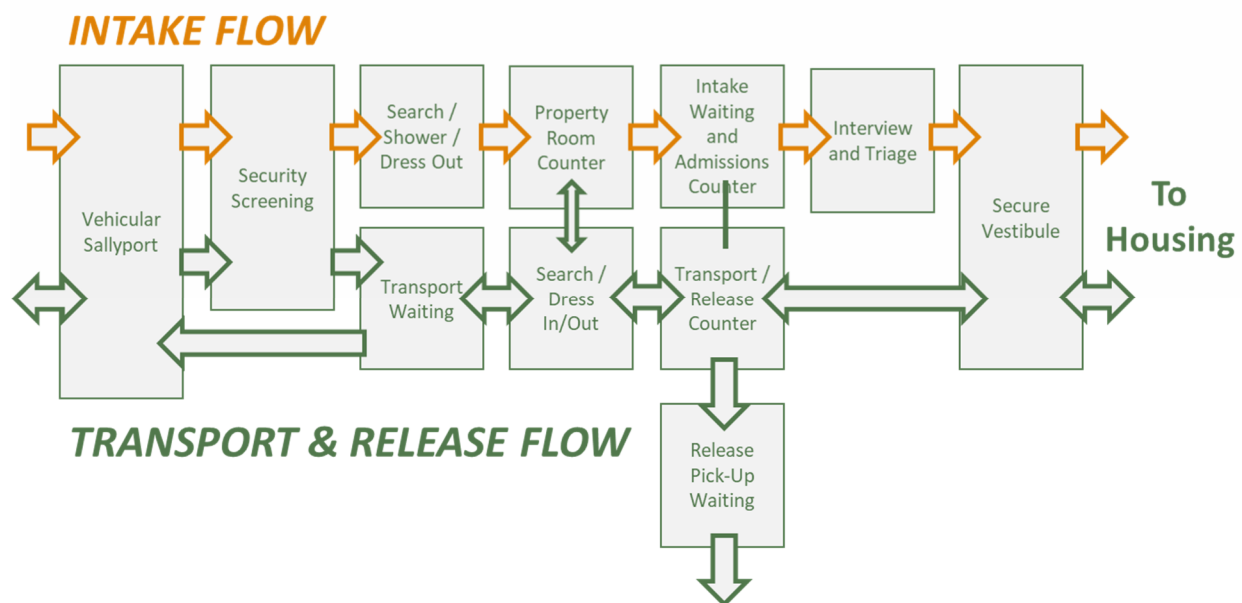 INTAKE FLOW
Vehicular
Sallyport
Security
Screening
Search /
Shower /
Dress Out
Property
Room
Counter
Intake
Waiting
and
Admissions
Counter
Interview
and Triage
Secure
Vestibule
To
Housing
Transport
Waiting
Search /
Dress
In/Out
Transport /
Release
Counter
TRANSPORT & RELEASE FLOW
Release
Pick-Up
Waiting